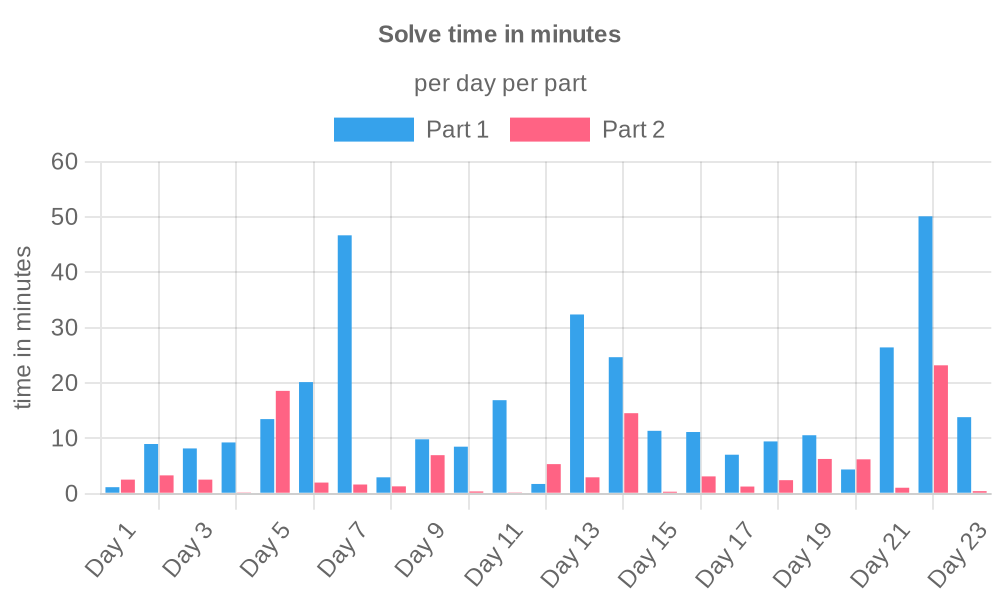 Solve time in minutes
per day per part
Part 1 Part 2
60
50
40
30
20
10
0
time in minutes
Day 1 Day 3 Day 5 Day 7 Day 9 Day 11 Day 13 Day 15 Day 17 Day 19 Day 21 Day 23